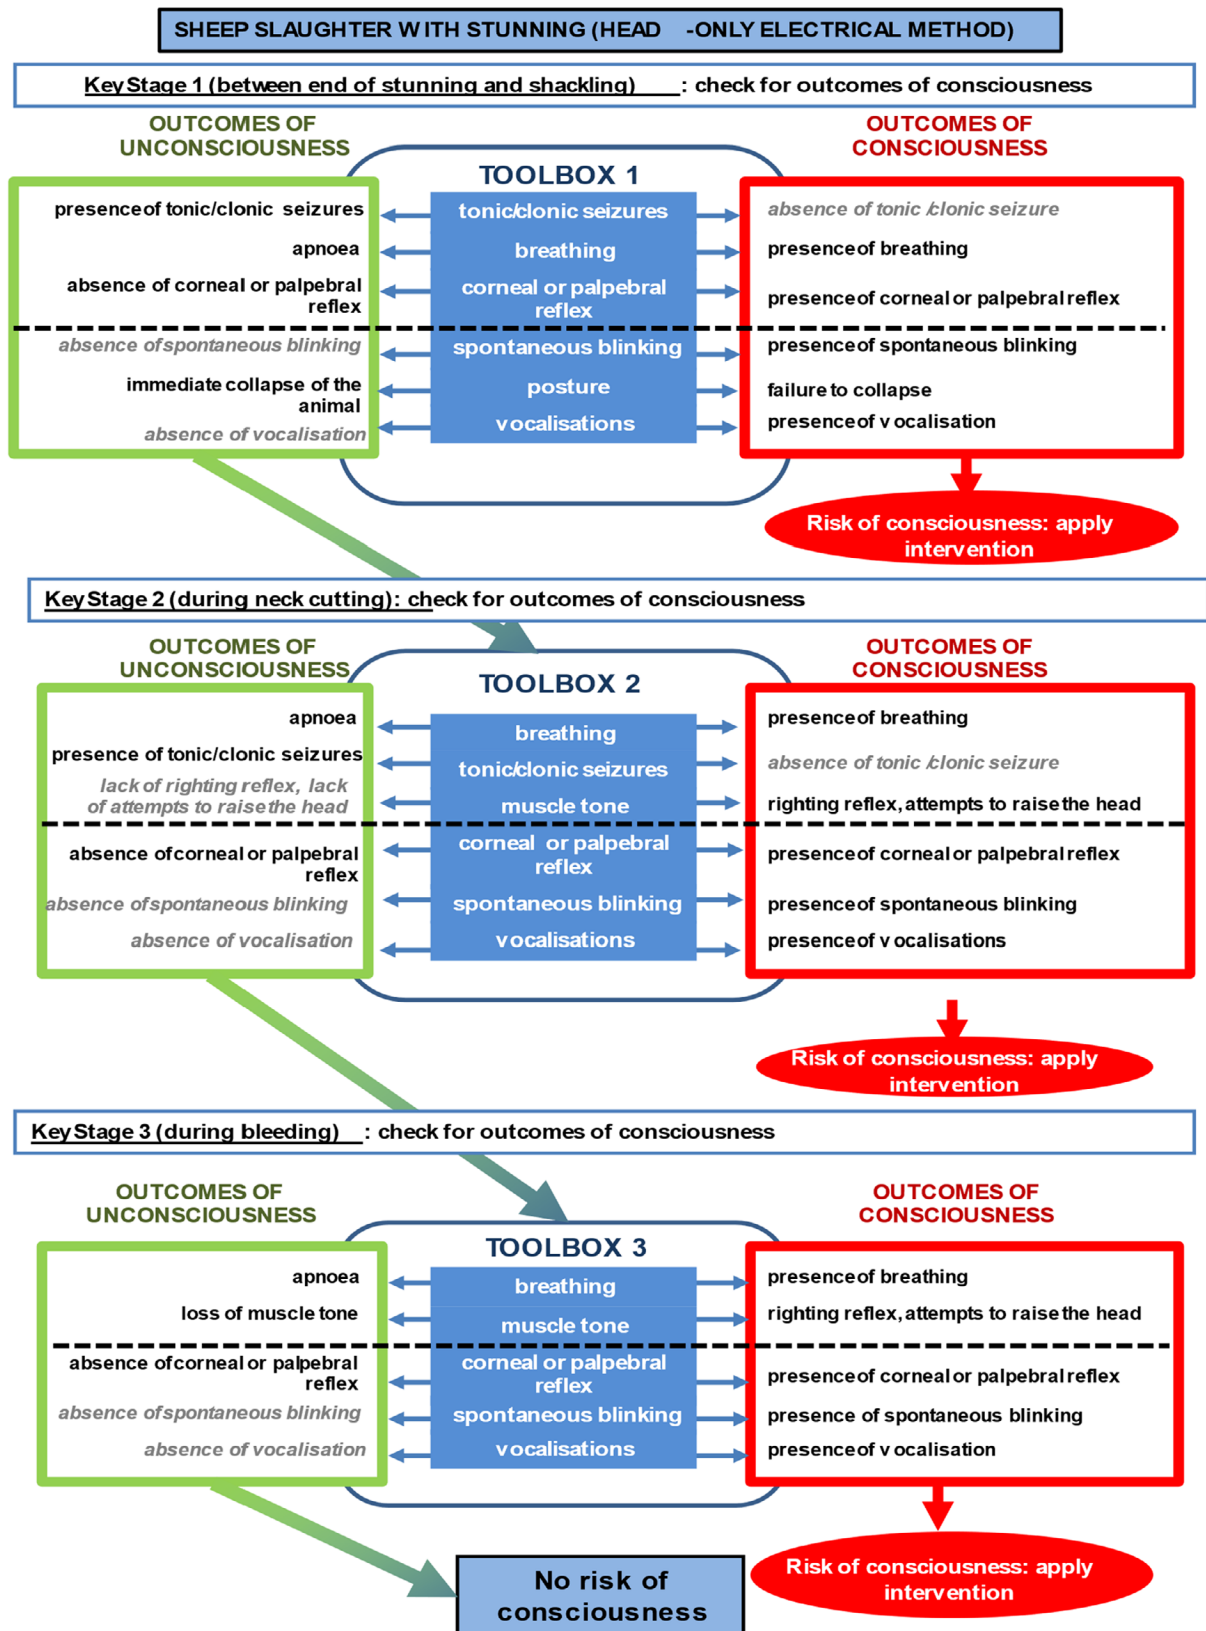 SHEEP SLAUGHTER WITH STUNNING (HEAD -ONLY ELECTRICAL METHOD)
Key Stage 1 (between end of stunning and shackling) : check for outcomes of consciousness
OUTCOMES OF
UNCONSCIOUSNESS
presence of tonic/clonic seizures
apnoea
absence of corneal or palpebral
reflex
absence of spontaneous blinking
immediate collapse of the
animal
absence of vocalisation
TOOLBOX 1
tonic/clonic seizures
breathing
corneal or palpebral
reflex
spontaneous blinking
posture
vocalisations
OUTCOMES OF
CONSCIOUSNESS
absence of tonic /clonic seizure
presence of breathing
presence of corneal or palpebral reflex
presence of spontaneous blinking
failure to collapse
presence of vocalisation
Risk of consciousness: apply
intervention
Key Stage 2 (during neck cutting): check for outcomes of consciousness
OUTCOMES OF
UNCONSCIOUSNESS
apnoea
presence of tonic/clonic seizures
lack of righting reflex, lack
of attempts to raise the head
absence of corneal or palpebral
reflex
absence of spontaneous blinking
absence of vocalisation
TOOLBOX 2
breathing
tonic/clonic seizures
muscle tone
corneal or palpebral
reflex
spontaneous blinking
vocalisations
OUTCOMES OF
CONSCIOUSNESS
presence of breathing
absence of tonic /clonic seizure
righting reflex, attempts to raise the head
presence of corneal or palpebral reflex
presence of spontaneous blinking
presence of vocalisations
Risk of consciousness: apply
intervention
Key Stage 3 (during bleeding) : check for outcomes of consciousness
OUTCOMES OF
UNCONSCIOUSNESS
apnoea
loss of muscle tone
absence of corneal or palpebral
reflex
absence of spontaneous blinking
absence of vocalisation
TOOLBOX 3
breathing
muscle tone
corneal or palpebral
reflex
spontaneous blinking
vocalisations
OUTCOMES OF
CONSCIOUSNESS
presence of breathing
righting reflex, attempts to raise the head
presence of corneal or palpebral reflex
presence of spontaneous blinking
presence of vocalisation
Risk of consciousness: apply
intervention
No risk of
consciousness